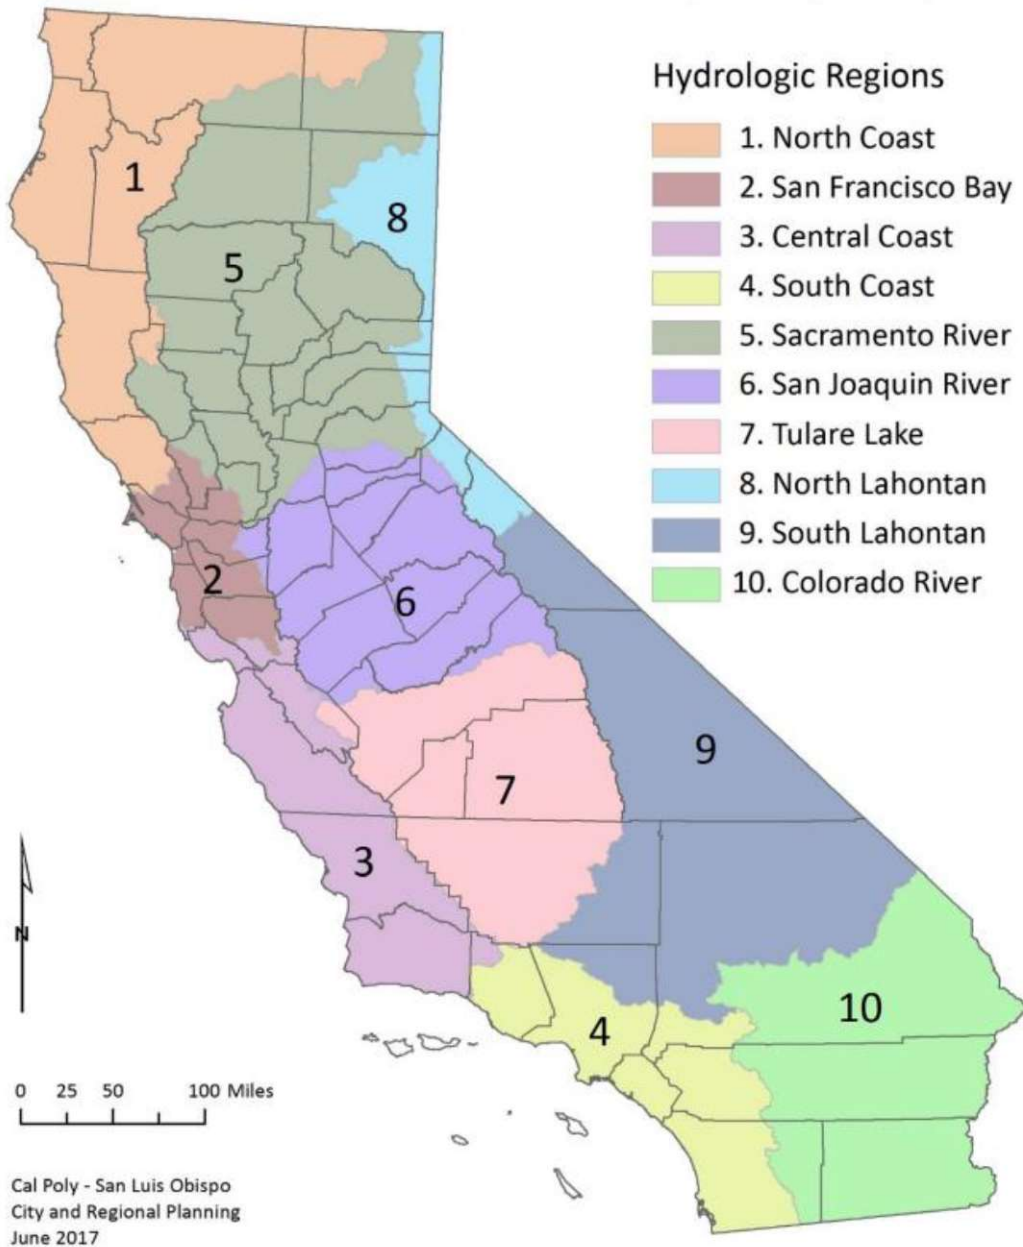 Hydrologic Regions
1. North Coast
2. San Francisco Bay
3. Central Coast
4. South Coast
5. Sacramento River
6. San Joaquin River
7. Tulare Lake
8. North Lahontan
9. South Lahontan
10. Colorado River
1
8
5
2
6
9
7
3
10
4
N
0 25 50 100 Miles
Cal Poly - San Luis Obispo
City and Regional Planning
June 2017